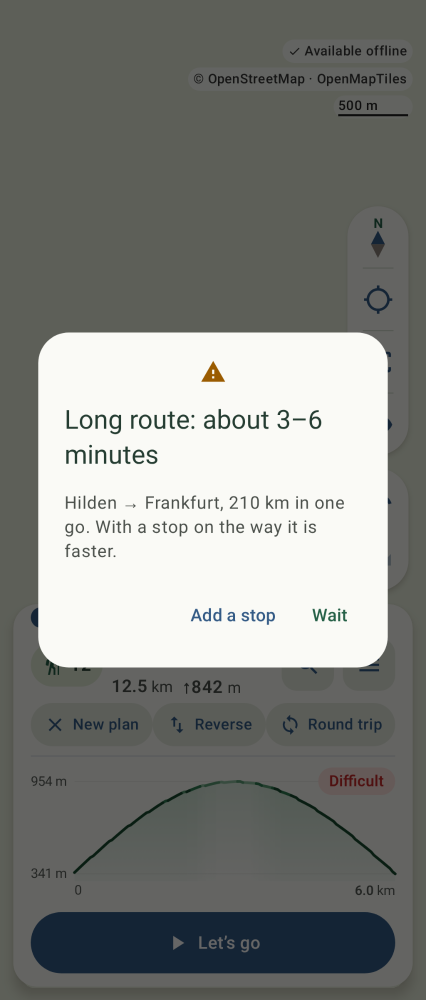 ✓ Available offline
© OpenStreetMap · OpenMapTiles
500 m
N
Long route: about 3–6
minutes
Hilden → Frankfurt, 210 km in one
go. With a stop on the way it is
faster.
Add a stop
Wait
12.5 km ↑842 m
New plan
Reverse
Round trip
954 m
Difficult
341 m
0
6.0 km
Let’s go